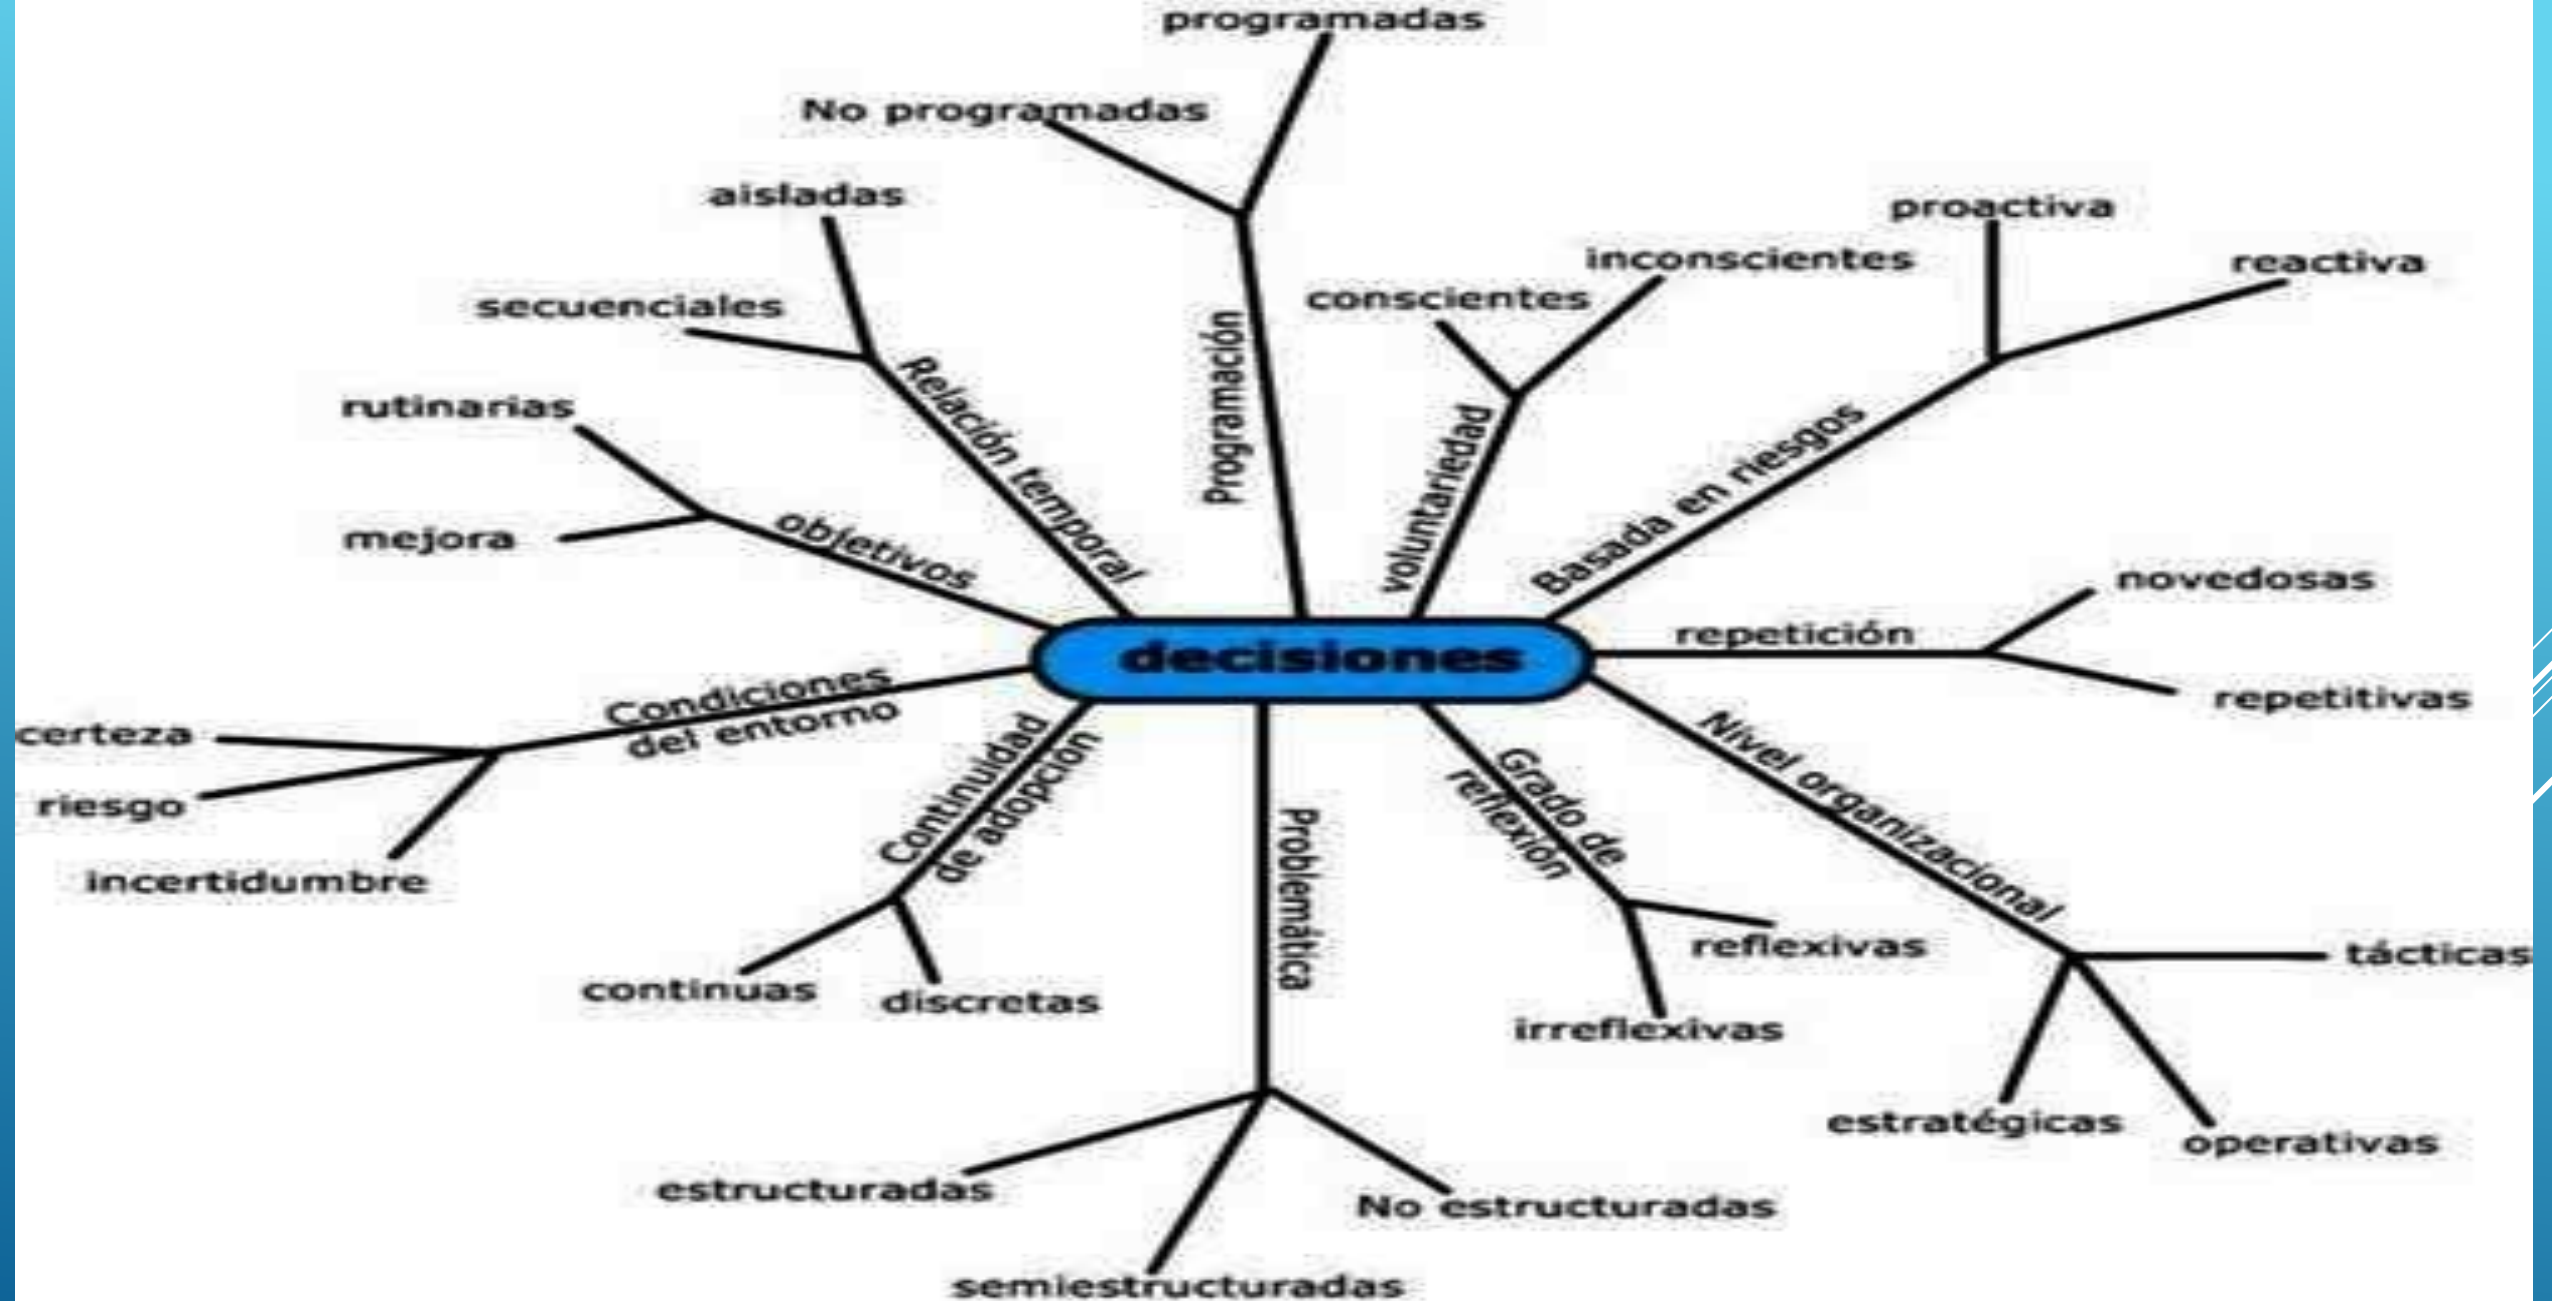 programadas
No programadas
aisladas
proactiva
inconscientes
reactiva
conscientes
secuenciales
Programación
Relación temporal
rutinarias
voluntariedad
Basada en riesgos
mejora
objetivos
novedosas
repetición
decisiones
repetitivas
Condiciones
del entorno
certeza
riesgo
incertidumbre
Continuidad
de adopción
Problemática
Grado de
reflexión
Nivel organizacional
reflexivas
tácticas
continuas
discretas
irreflexivas
estratégicas
operativas
estructuradas
No estructuradas
semiestructuradas